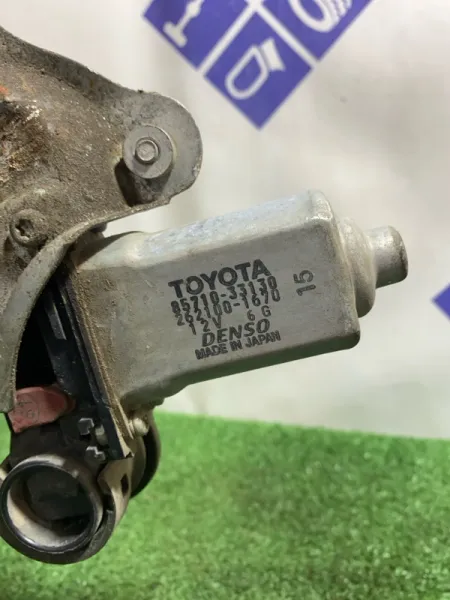 TOYOTA
85710-33130
262100-1670
12V 6G
DENSO
MADE IN JAPAN
15